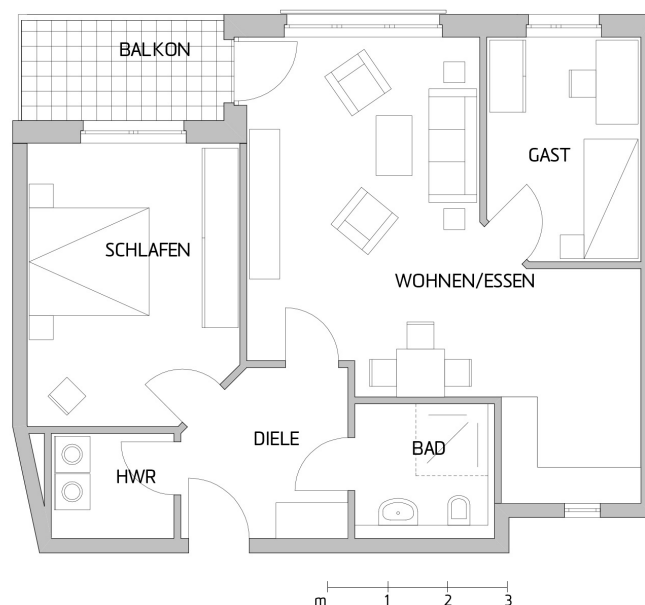 BALKON
GAST
SCHLAFEN
WOHNEN/ESSEN
DIELE
BAD
HWR
m 1 2 3